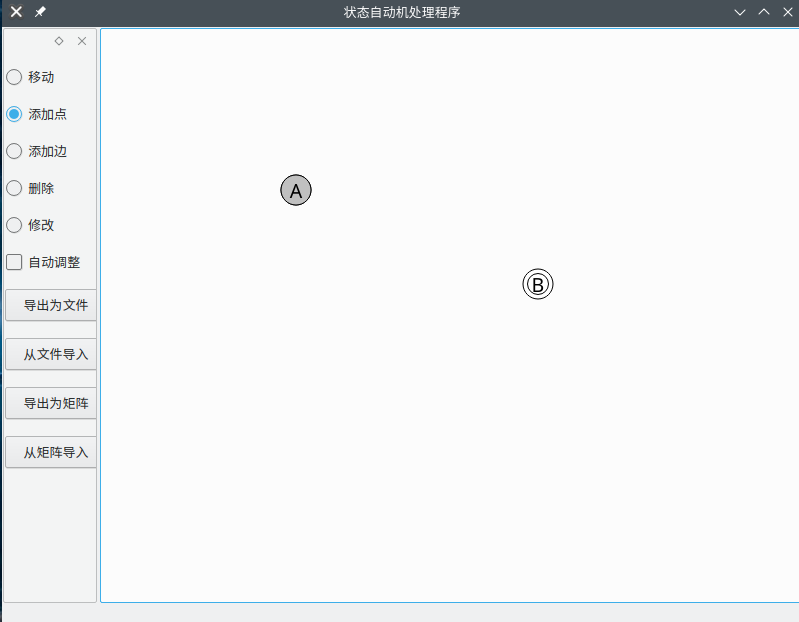 状态自动机处理程序
移动
添加点
添加边
删除
修改
自动调整
导出为文件
从文件导入
导出为矩阵
从矩阵导入
A
B